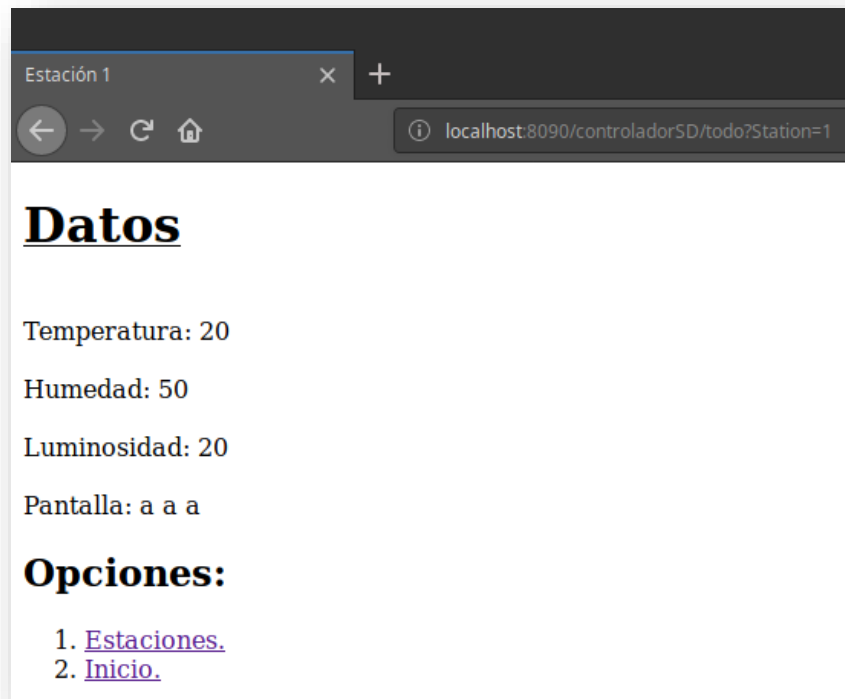 Estación 1
localhost:8090/controladorSD/todo?Station=1
Datos
Temperatura: 20
Humedad: 50
Luminosidad: 20
Pantalla: a a a
Opciones:
1. Estaciones.
2. Inicio.